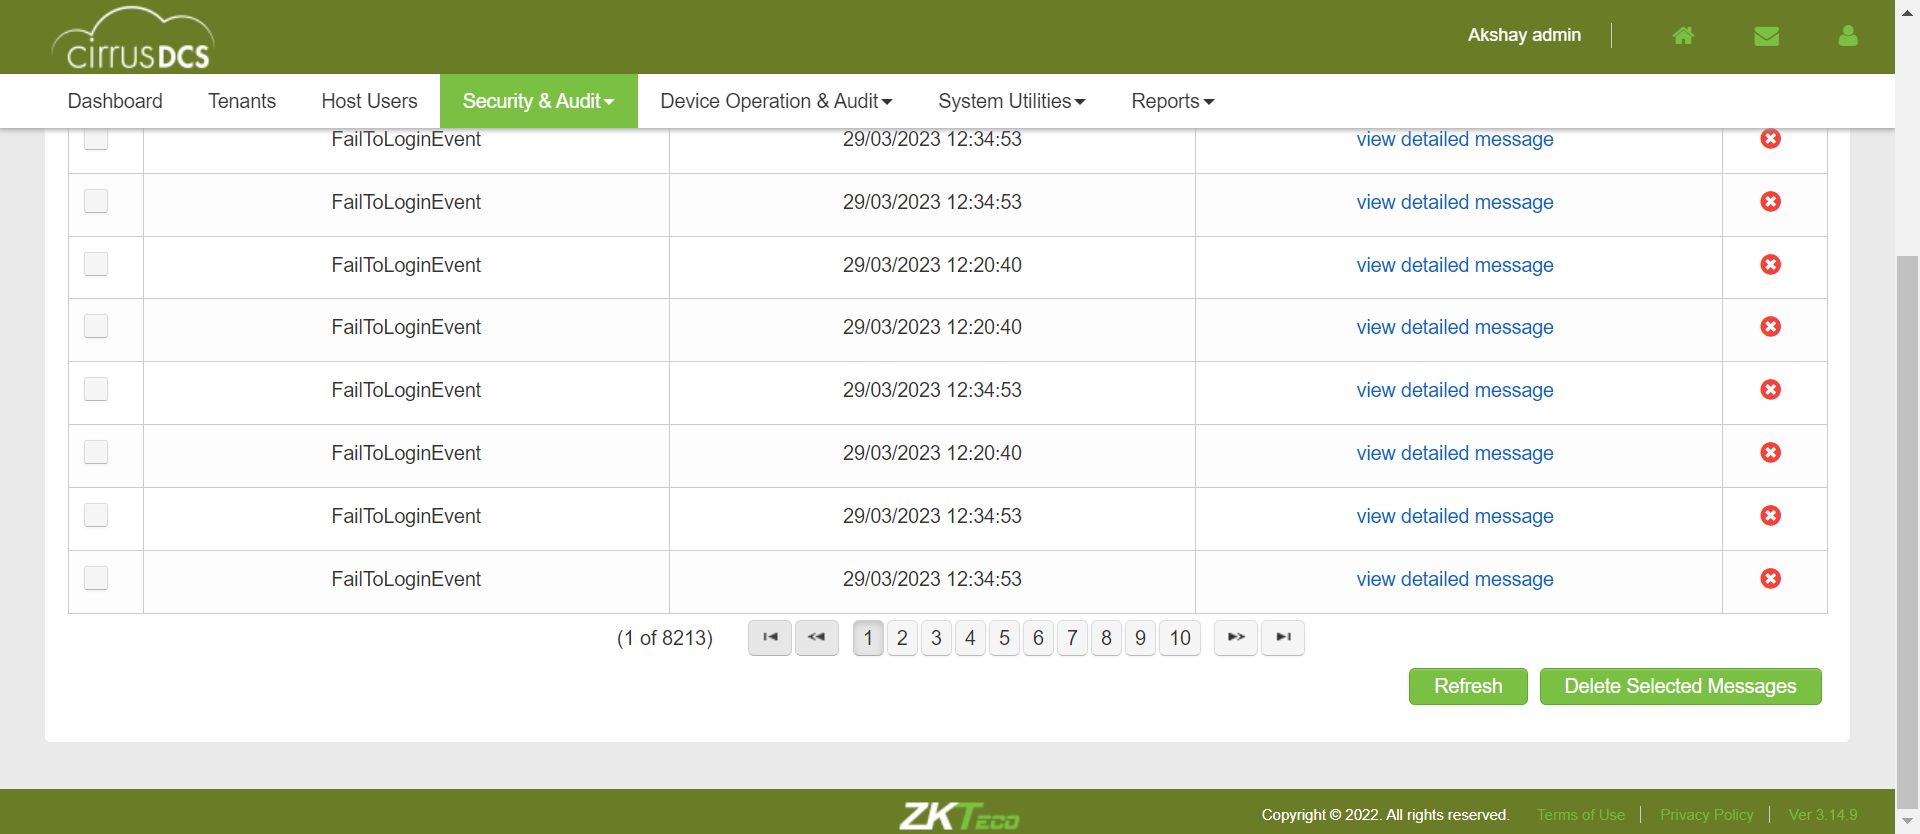 cirrusDCS
Akshay admin
Dashboard Tenants Host Users Security & Audit Device Operation & Audit System Utilities Reports
FailToLoginEvent 29/03/2023 12:34:53 view detailed message
FailToLoginEvent 29/03/2023 12:34:53 view detailed message
FailToLoginEvent 29/03/2023 12:20:40 view detailed message
FailToLoginEvent 29/03/2023 12:20:40 view detailed message
FailToLoginEvent 29/03/2023 12:34:53 view detailed message
FailToLoginEvent 29/03/2023 12:20:40 view detailed message
FailToLoginEvent 29/03/2023 12:34:53 view detailed message
FailToLoginEvent 29/03/2023 12:34:53 view detailed message
(1 of 8213) 1 2 3 4 5 6 7 8 9 10
Refresh Delete Selected Messages
ZKTeco Copyright © 2022. All rights reserved. Terms of Use Privacy Policy Ver 3.14.9